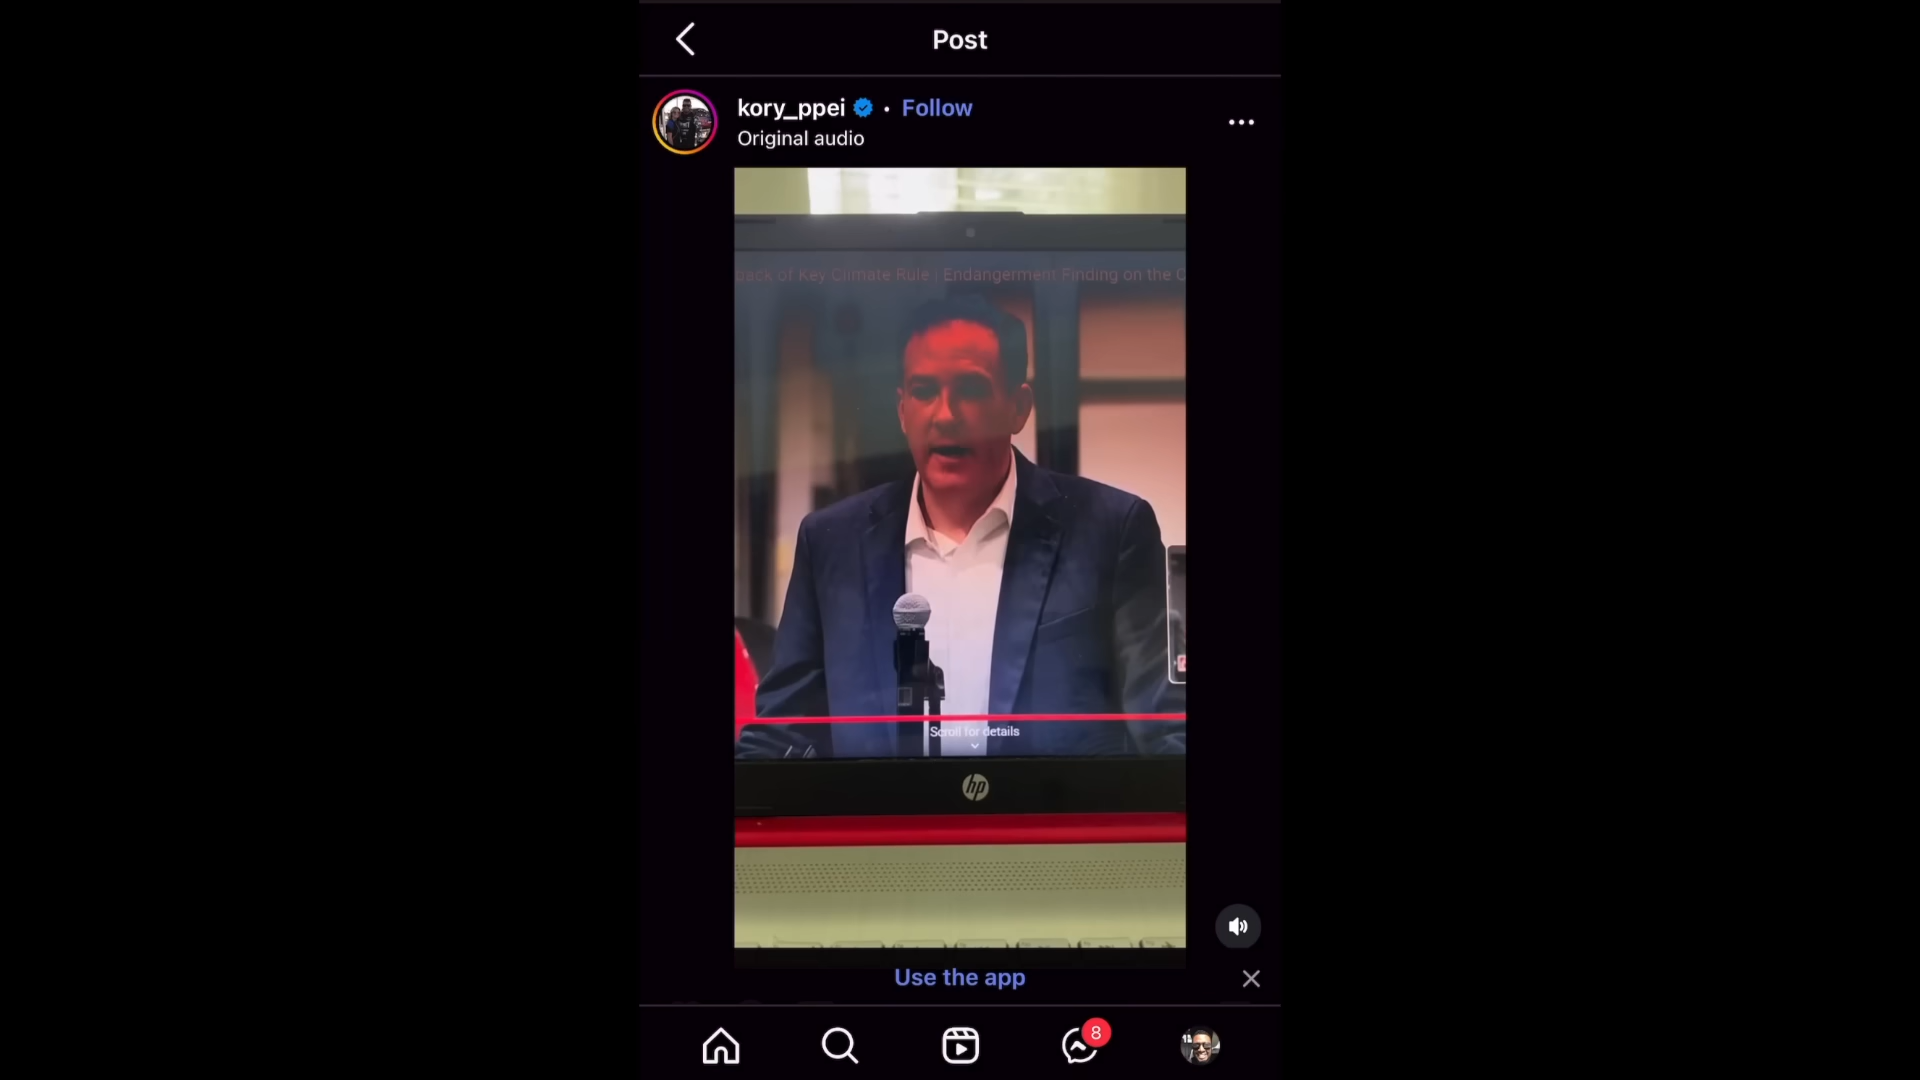 Post
kory_ppei • Follow
Original audio
back of Key Climate Rule | Endangerment Finding on the C
Scroll for details
hp
Use the app
8